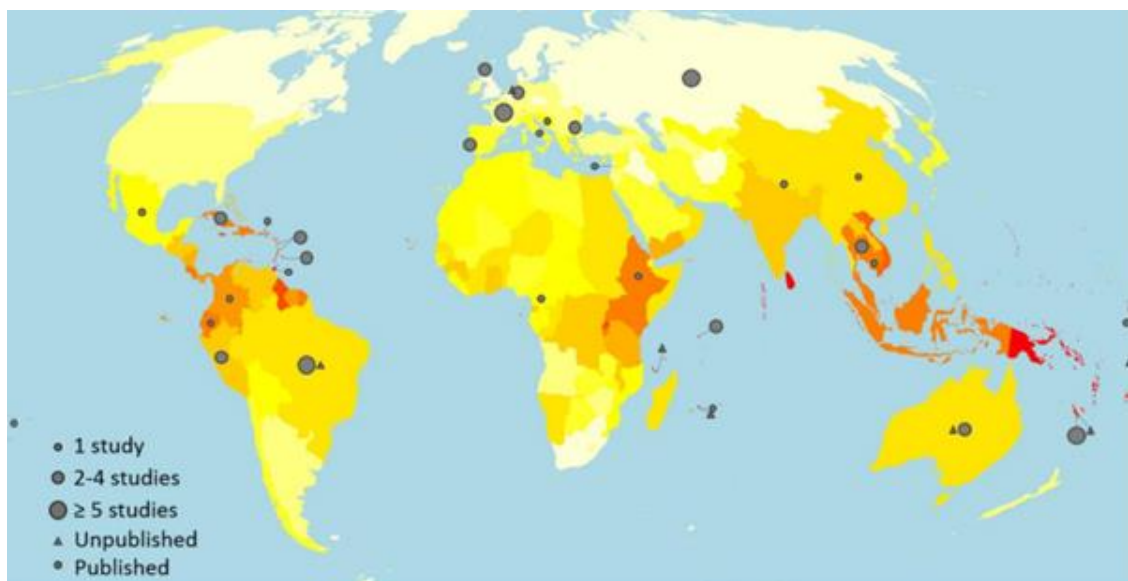 1 study
2-4 studies
≥ 5 studies
Unpublished
Published